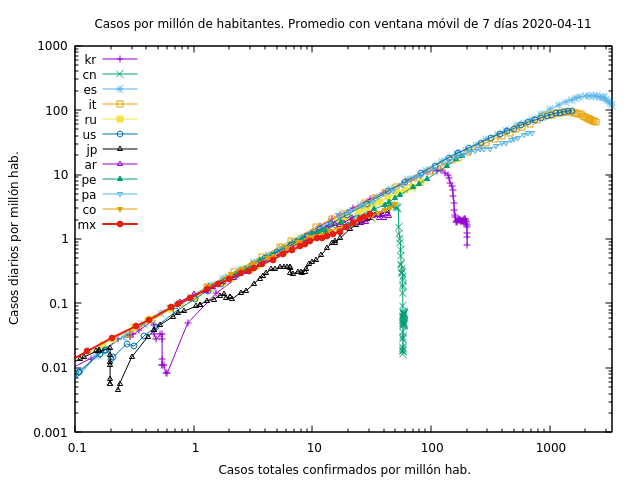 Casos por millón de habitantes. Promedio con ventana móvil de 7 días 2020-04-11
1000
100
10
1
0.1
0.01
0.001
Casos diarios por millón hab.
kr
cn
es
it
ru
us
jp
ar
pe
pa
co
mx
0.1 1 10 100 1000
Casos totales confirmados por millón hab.